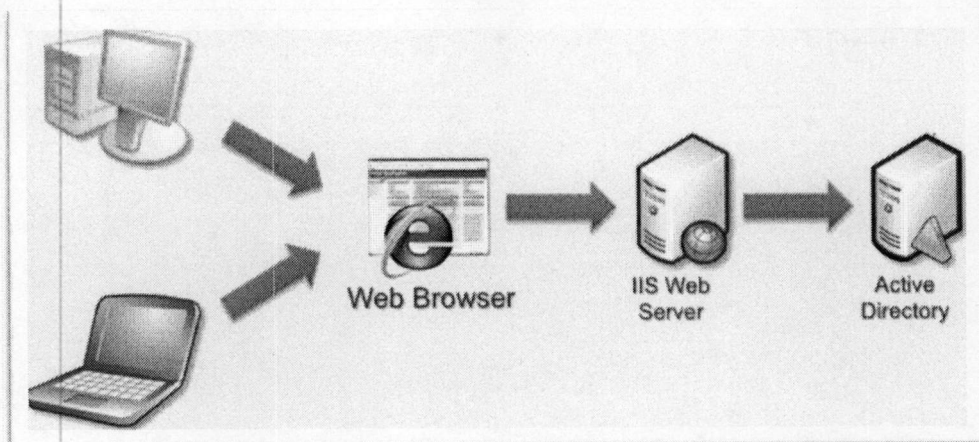 Web Browser
IIS Web
Server
Active
Directory